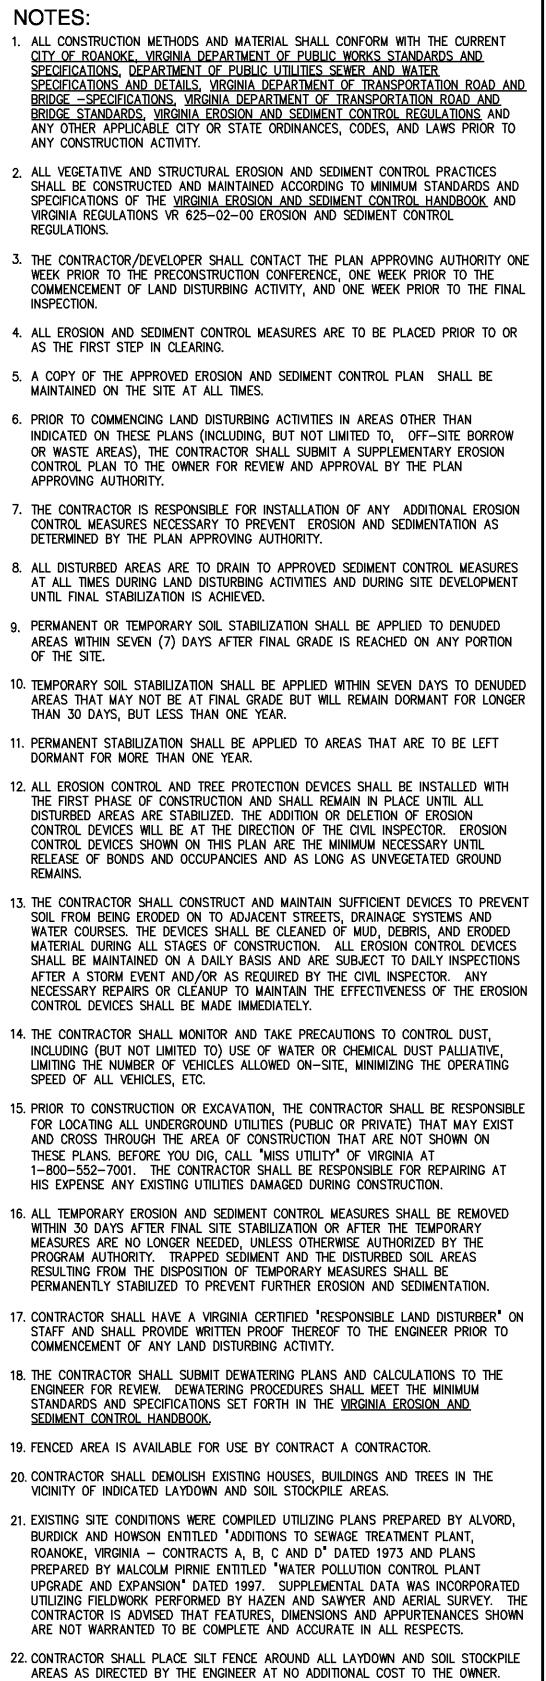 NOTES:
1. ALL CONSTRUCTION METHODS AND MATERIAL SHALL CONFORM WITH THE CURRENT
CITY OF ROANOKE, VIRGINIA DEPARTMENT OF PUBLIC WORKS STANDARDS AND
SPECIFICATIONS, DEPARTMENT OF PUBLIC UTILITIES SEWER AND WATER
SPECIFICATIONS AND DETAILS, VIRGINIA DEPARTMENT OF TRANSPORTATION ROAD AND
BRIDGE -SPECIFICATIONS, VIRGINIA DEPARTMENT OF TRANSPORTATION ROAD AND
BRIDGE STANDARDS, VIRGINIA EROSION AND SEDIMENT CONTROL REGULATIONS AND
ANY OTHER APPLICABLE CITY OR STATE ORDINANCES, CODES, AND LAWS PRIOR TO
ANY CONSTRUCTION ACTIVITY.
2. ALL VEGETATIVE AND STRUCTURAL EROSION AND SEDIMENT CONTROL PRACTICES
SHALL BE CONSTRUCTED AND MAINTAINED ACCORDING TO MINIMUM STANDARDS AND
SPECIFICATIONS OF THE VIRGINIA EROSION AND SEDIMENT CONTROL HANDBOOK AND
VIRGINIA REGULATIONS VR 625-02-00 EROSION AND SEDIMENT CONTROL
REGULATIONS.
3. THE CONTRACTOR/DEVELOPER SHALL CONTACT THE PLAN APPROVING AUTHORITY ONE
WEEK PRIOR TO THE PRECONSTRUCTION CONFERENCE, ONE WEEK PRIOR TO THE
COMMENCEMENT OF LAND DISTURBING ACTIVITY, AND ONE WEEK PRIOR TO THE FINAL
INSPECTION.
4. ALL EROSION AND SEDIMENT CONTROL MEASURES ARE TO BE PLACED PRIOR TO OR
AS THE FIRST STEP IN CLEARING.
5. A COPY OF THE APPROVED EROSION AND SEDIMENT CONTROL PLAN SHALL BE
MAINTAINED ON THE SITE AT ALL TIMES.
6. PRIOR TO COMMENCING LAND DISTURBING ACTIVITIES IN AREAS OTHER THAN
INDICATED ON THESE PLANS (INCLUDING, BUT NOT LIMITED TO, OFF-SITE BORROW
OR WASTE AREAS), THE CONTRACTOR SHALL SUBMIT A SUPPLEMENTARY EROSION
CONTROL PLAN TO THE OWNER FOR REVIEW AND APPROVAL BY THE PLAN
APPROVING AUTHORITY.
7. THE CONTRACTOR IS RESPONSIBLE FOR INSTALLATION OF ANY ADDITIONAL EROSION
CONTROL MEASURES NECESSARY TO PREVENT EROSION AND SEDIMENTATION AS
DETERMINED BY THE PLAN APPROVING AUTHORITY.
8. ALL DISTURBED AREAS ARE TO DRAIN TO APPROVED SEDIMENT CONTROL MEASURES
AT ALL TIMES DURING LAND DISTURBING ACTIVITIES AND DURING SITE DEVELOPMENT
UNTIL FINAL STABILIZATION IS ACHIEVED.
9. PERMANENT OR TEMPORARY SOIL STABILIZATION SHALL BE APPLIED TO DENUDED
AREAS WITHIN SEVEN (7) DAYS AFTER FINAL GRADE IS REACHED ON ANY PORTION
OF THE SITE.
10. TEMPORARY SOIL STABILIZATION SHALL BE APPLIED WITHIN SEVEN DAYS TO DENUDED
AREAS THAT MAY NOT BE AT FINAL GRADE BUT WILL REMAIN DORMANT FOR LONGER
THAN 30 DAYS, BUT LESS THAN ONE YEAR.
11. PERMANENT STABILIZATION SHALL BE APPLIED TO AREAS THAT ARE TO BE LEFT
DORMANT FOR MORE THAN ONE YEAR.
12. ALL EROSION CONTROL AND TREE PROTECTION DEVICES SHALL BE INSTALLED WITH
THE FIRST PHASE OF CONSTRUCTION AND SHALL REMAIN IN PLACE UNTIL ALL
DISTURBED AREAS ARE STABILIZED. THE ADDITION OR DELETION OF EROSION
CONTROL DEVICES WILL BE AT THE DIRECTION OF THE CIVIL INSPECTOR. EROSION
CONTROL DEVICES SHOWN ON THIS PLAN ARE THE MINIMUM NECESSARY UNTIL
RELEASE OF BONDS AND OCCUPANCIES AND AS LONG AS UNVEGETATED GROUND
REMAINS.
13. THE CONTRACTOR SHALL CONSTRUCT AND MAINTAIN SUFFICIENT DEVICES TO PREVENT
SOIL FROM BEING ERODED ON TO ADJACENT STREETS, DRAINAGE SYSTEMS AND
WATER COURSES. THE DEVICES SHALL BE CLEANED OF MUD, DEBRIS, AND ERODED
MATERIAL DURING ALL STAGES OF CONSTRUCTION. ALL EROSION CONTROL DEVICES
SHALL BE MAINTAINED ON A DAILY BASIS AND ARE SUBJECT TO DAILY INSPECTIONS
AFTER A STORM EVENT AND/OR AS REQUIRED BY THE CIVIL INSPECTOR. ANY
NECESSARY REPAIRS OR CLEANUP TO MAINTAIN THE EFFECTIVENESS OF THE EROSION
CONTROL DEVICES SHALL BE MADE IMMEDIATELY.
14. THE CONTRACTOR SHALL MONITOR AND TAKE PRECAUTIONS TO CONTROL DUST,
INCLUDING (BUT NOT LIMITED TO) USE OF WATER OR CHEMICAL DUST PALLIATIVE,
LIMITING THE NUMBER OF VEHICLES ALLOWED ON-SITE, MINIMIZING THE OPERATING
SPEED OF ALL VEHICLES, ETC.
15. PRIOR TO CONSTRUCTION OR EXCAVATION, THE CONTRACTOR SHALL BE RESPONSIBLE
FOR LOCATING ALL UNDERGROUND UTILITIES (PUBLIC OR PRIVATE) THAT MAY EXIST
AND CROSS THROUGH THE AREA OF CONSTRUCTION THAT ARE NOT SHOWN ON
THESE PLANS. BEFORE YOU DIG, CALL "MISS UTILITY" OF VIRGINIA AT
1-800-552-7001. THE CONTRACTOR SHALL BE RESPONSIBLE FOR REPAIRING AT
HIS EXPENSE ANY EXISTING UTILITIES DAMAGED DURING CONSTRUCTION.
16. ALL TEMPORARY EROSION AND SEDIMENT CONTROL MEASURES SHALL BE REMOVED
WITHIN 30 DAYS AFTER FINAL SITE STABILIZATION OR AFTER THE TEMPORARY
MEASURES ARE NO LONGER NEEDED, UNLESS OTHERWISE AUTHORIZED BY THE
PROGRAM AUTHORITY. TRAPPED SEDIMENT AND THE DISTURBED SOIL AREAS
RESULTING FROM THE DISPOSITION OF TEMPORARY MEASURES SHALL BE
PERMANENTLY STABILIZED TO PREVENT FURTHER EROSION AND SEDIMENTATION.
17. CONTRACTOR SHALL HAVE A VIRGINIA CERTIFIED "RESPONSIBLE LAND DISTURBER" ON
STAFF AND SHALL PROVIDE WRITTEN PROOF THEREOF TO THE ENGINEER PRIOR TO
COMMENCEMENT OF ANY LAND DISTURBING ACTIVITY.
18. THE CONTRACTOR SHALL SUBMIT DEWATERING PLANS AND CALCULATIONS TO THE
ENGINEER FOR REVIEW. DEWATERING PROCEDURES SHALL MEET THE MINIMUM
STANDARDS AND SPECIFICATIONS SET FORTH IN THE VIRGINIA EROSION AND
SEDIMENT CONTROL HANDBOOK.
19. FENCED AREA IS AVAILABLE FOR USE BY CONTRACT A CONTRACTOR.
20. CONTRACTOR SHALL DEMOLISH EXISTING HOUSES, BUILDINGS AND TREES IN THE
VICINITY OF INDICATED LAYDOWN AND SOIL STOCKPILE AREAS.
21. EXISTING SITE CONDITIONS WERE COMPILED UTILIZING PLANS PREPARED BY ALVORD,
BURDICK AND HOWSON ENTITLED "ADDITIONS TO SEWAGE TREATMENT PLANT,
ROANOKE, VIRGINIA - CONTRACTS A, B, C AND D" DATED 1973 AND PLANS
PREPARED BY MALCOLM PIRNIE ENTITLED "WATER POLLUTION CONTROL PLANT
UPGRADE AND EXPANSION" DATED 1997. SUPPLEMENTAL DATA WAS INCORPORATED
UTILIZING FIELDWORK PERFORMED BY HAZEN AND SAWYER AND AERIAL SURVEY. THE
CONTRACTOR IS ADVISED THAT FEATURES, DIMENSIONS AND APPURTENANCES SHOWN
ARE NOT WARRANTED TO BE COMPLETE AND ACCURATE IN ALL RESPECTS.
22. CONTRACTOR SHALL PLACE SILT FENCE AROUND ALL LAYDOWN AND SOIL STOCKPILE
AREAS AS DIRECTED BY THE ENGINEER AT NO ADDITIONAL COST TO THE OWNER.